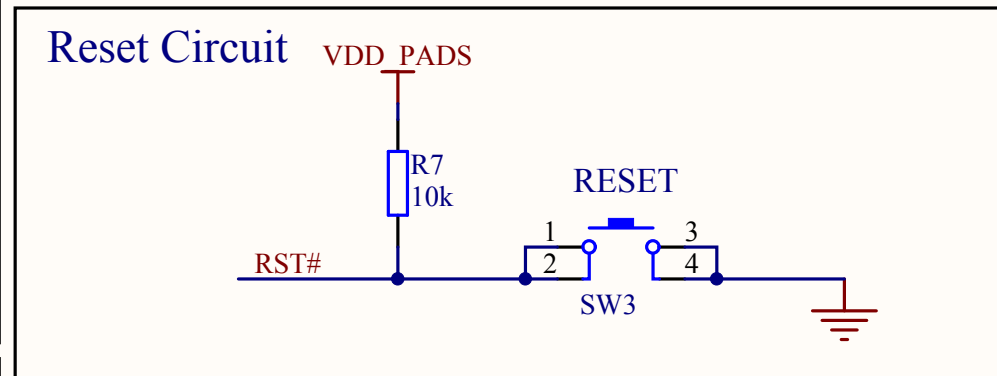 Reset Circuit
VDD_PADS
R7
10k
RESET
1
3
RST#
2
4
SW3